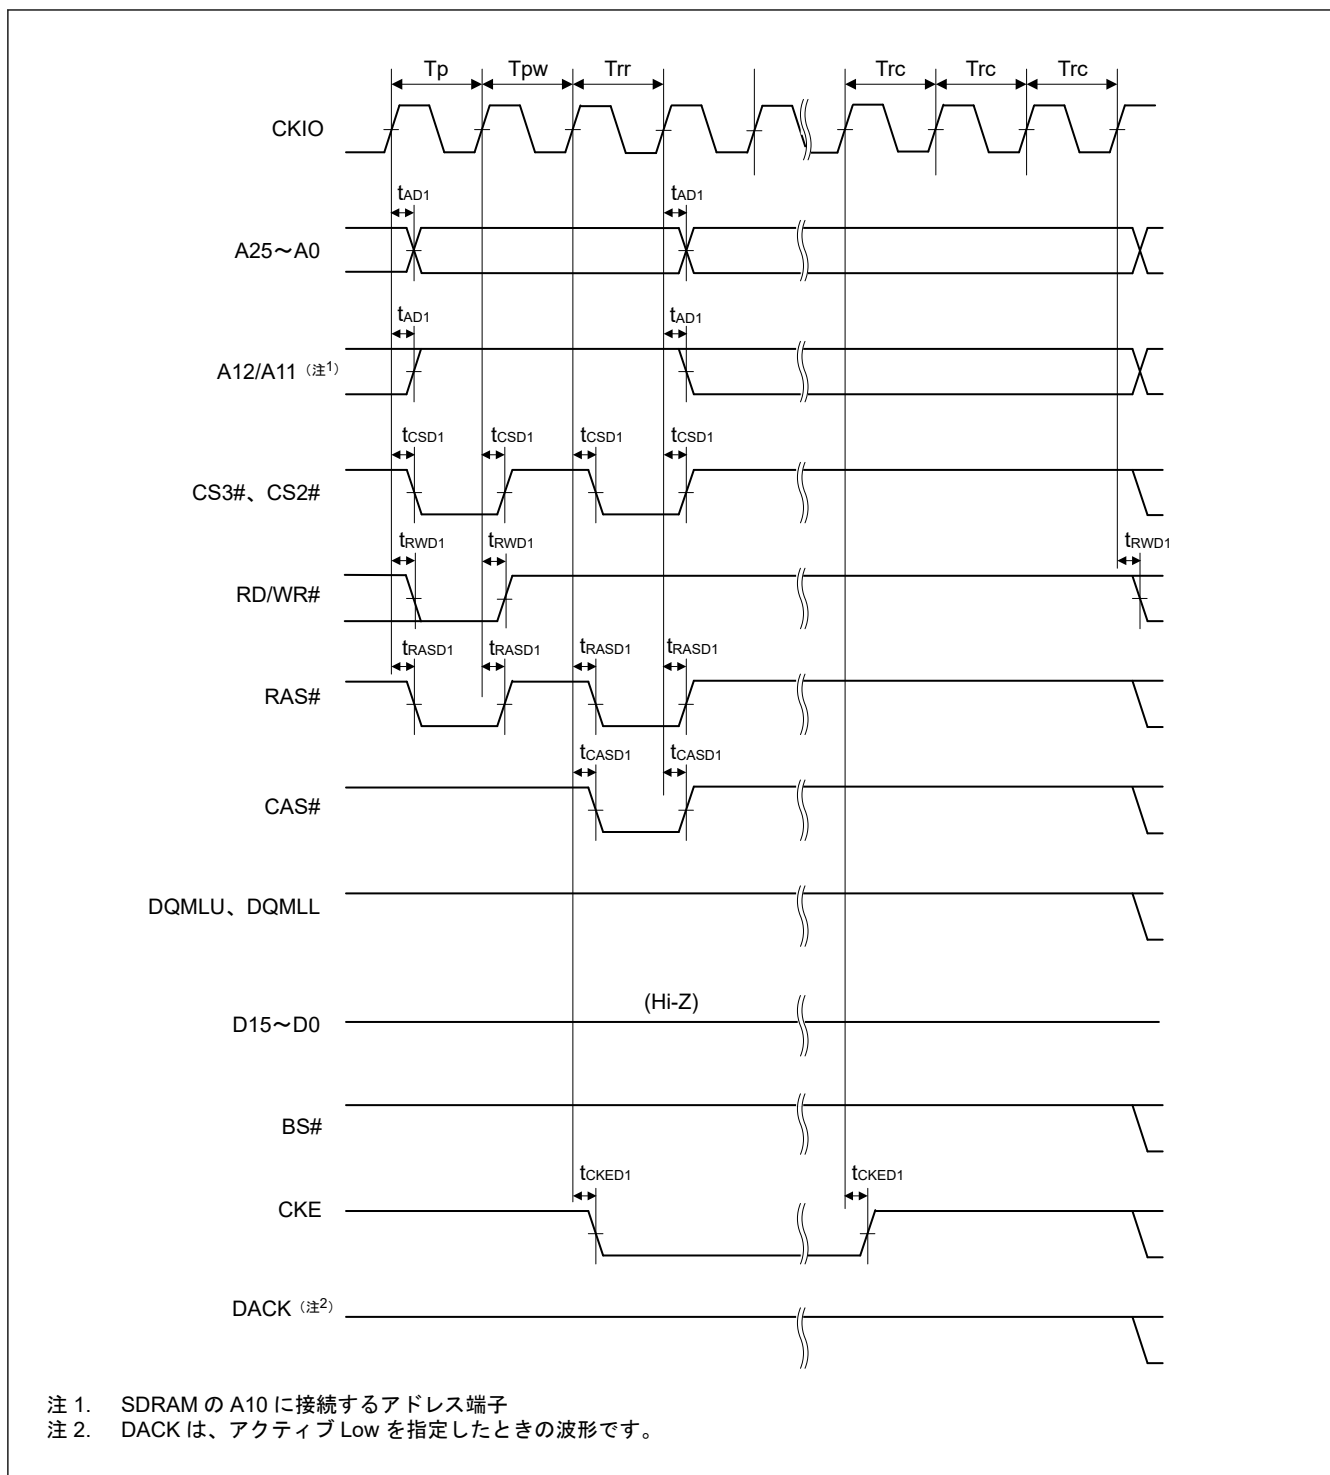 Tp Tpw Trr Trc Trc Trc
CKIO
tAD1 tAD1
A25～A0
tAD1 tAD1
A12/A11（注1）
tCSD1 tCSD1 tCSD1 tCSD1
CS3#、CS2#
tRWD1 tRWD1 tRWD1
RD/WR#
tRASD1 tRASD1 tRASD1 tRASD1
RAS#
tCASD1 tCASD1
CAS#
DQMLU、DQMLL
(Hi-Z)
D15～D0
BS#
tCKED1 tCKED1
CKE
DACK（注2）
注 1. SDRAM の A10 に接続するアドレス端子
注 2. DACK は、アクティブ Low を指定したときの波形です。